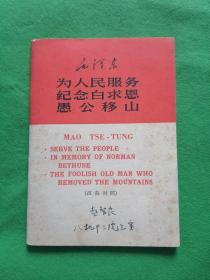 毛泽东
为人民服务
纪念白求恩
愚公移山
MAO TSE-TUNG
SERVE THE PEOPLE
IN MEMORY OF NORMAN
BETHUNE
THE FOOLISH OLD MAN WHO
REMOVED THE MOUNTAINS
(汉英对照)